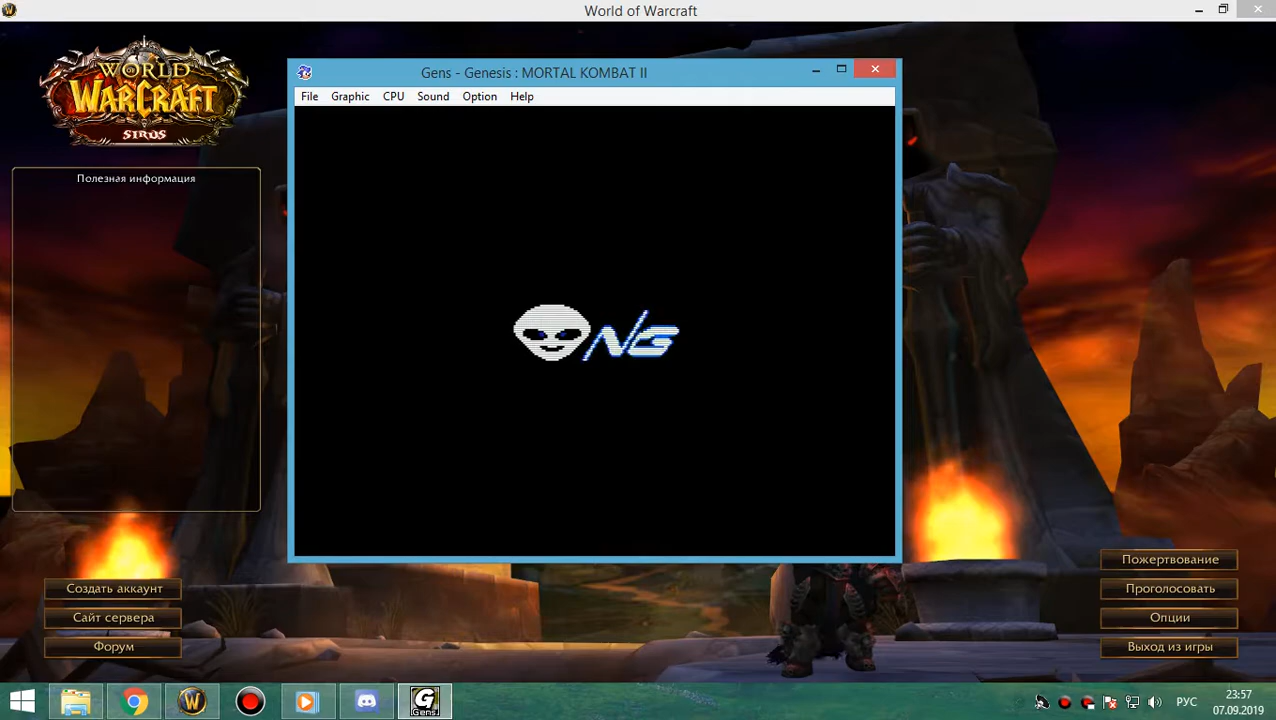 World of Warcraft
WORLD
OF
WARCRAFT
SIRUS
Полезная информация
Gens - Genesis : MORTAL KOMBAT II
File Graphic CPU Sound Option Help
NG
Создать аккаунт
Сайт сервера
Форум
Пожертвование
Проголосовать
Опции
Выход из игры
W
G
Gens
РУС
23:57
07.09.2019